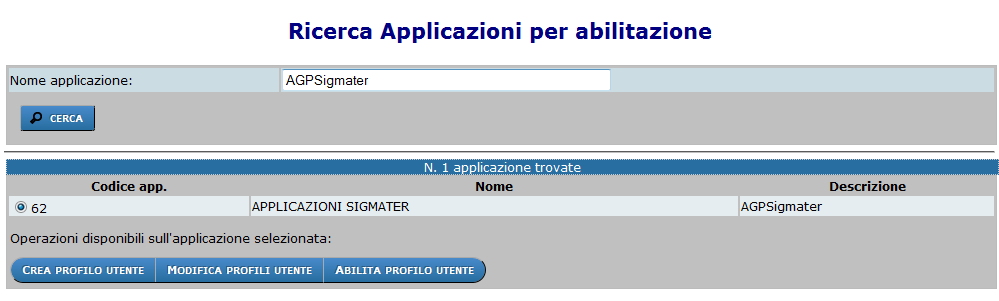 Ricerca Applicazioni per abilitazione
Nome applicazione: AGPSigmater
CERCA
N. 1 applicazione trovate
Codice app. Nome Descrizione
62 APPLICAZIONI SIGMATER AGPSigmater
Operazioni disponibili sull'applicazione selezionata:
CREA PROFILO UTENTE MODIFICA PROFILI UTENTE ABILITA PROFILO UTENTE